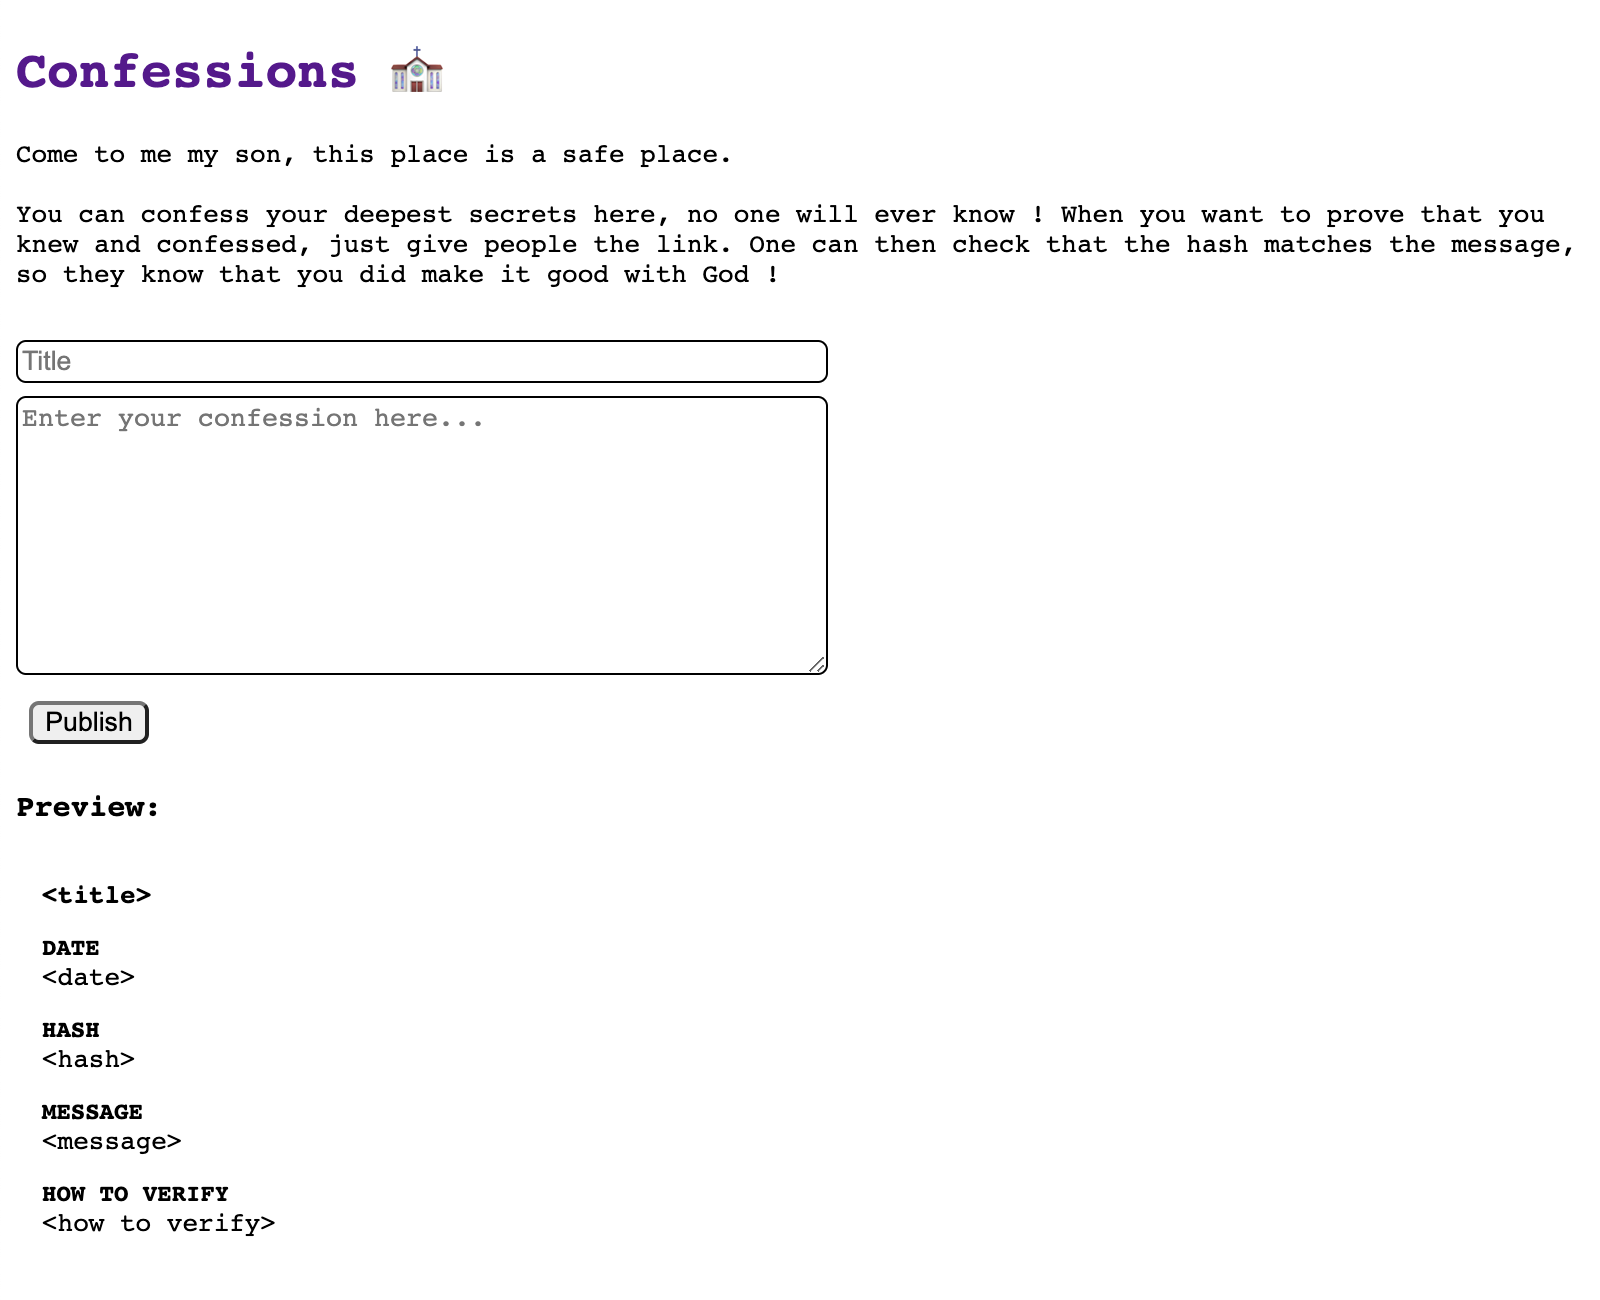 Confessions
Come to me my son, this place is a safe place.
You can confess your deepest secrets here, no one will ever know ! When you want to prove that you
knew and confessed, just give people the link. One can then check that the hash matches the message,
so they know that you did make it good with God !
Title
Enter your confession here...
Publish
Preview:
<title>
DATE
<date>
HASH
<hash>
MESSAGE
<message>
HOW TO VERIFY
<how to verify>